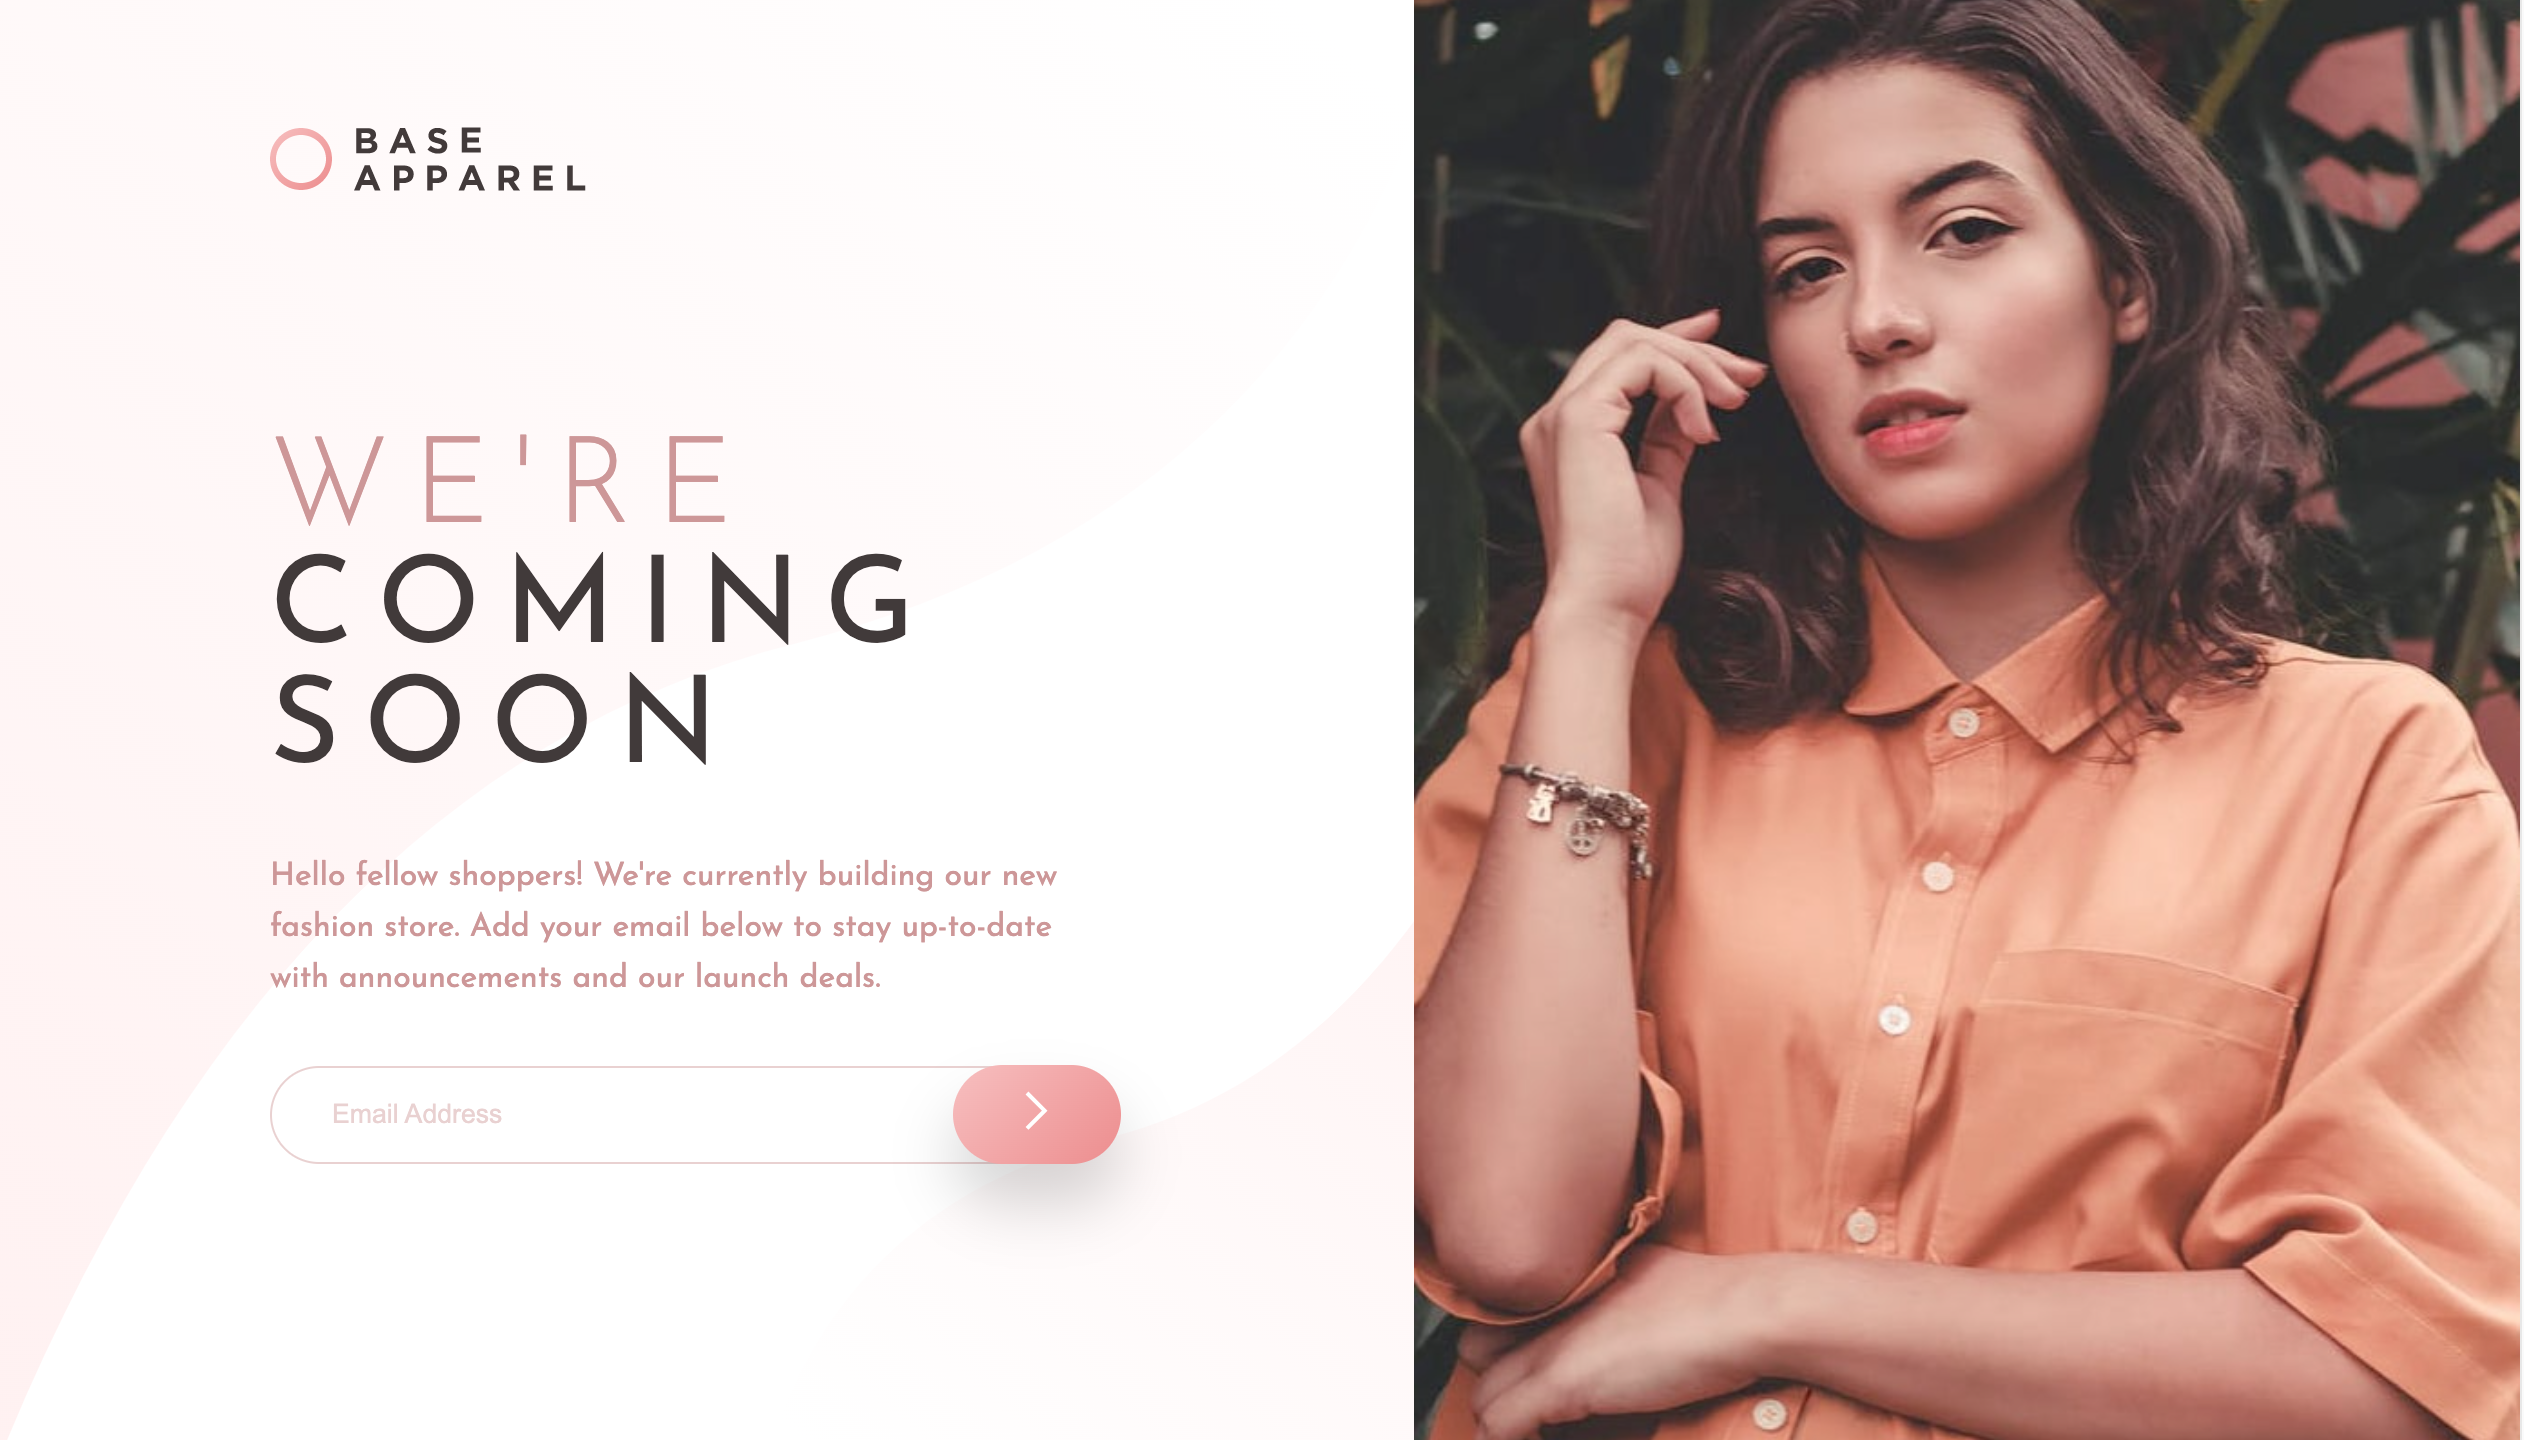 BASE
APPAREL
WE'RE
COMING
SOON
Hello fellow shoppers! We're currently building our new
fashion store. Add your email below to stay up-to-date
with announcements and our launch deals.
Email Address